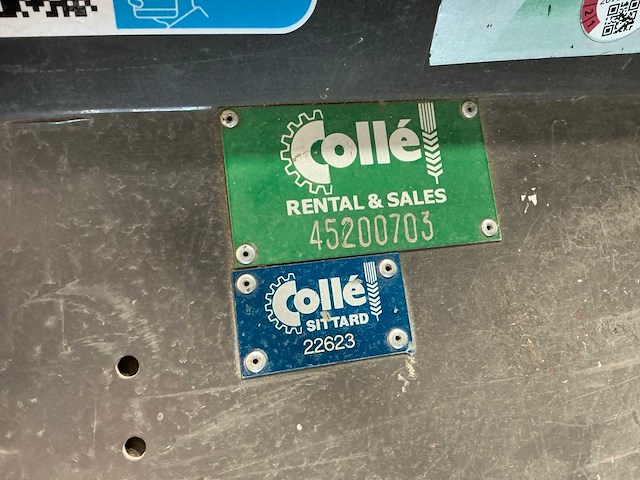 Collé
RENTAL & SALES
45200703
Collé
SITTARD
22623